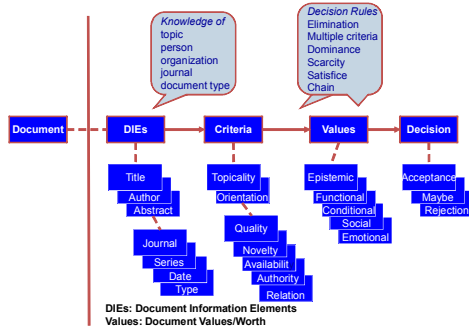 Knowledge of
topic
person
organization
journal
document type
Decision Rules
Elimination
Multiple criteria
Dominance
Scarcity
Satisfice
Chain
Document
DIEs
Criteria
Values
Decision
Title
Author
Abstract
Journal
Series
Date
Type
Topicality
Orientation
Quality
Novelty
Availabilit
Authority
Relation
Epistemic
Functional
Conditional
Social
Emotional
Acceptance
Maybe
Rejection
DIEs: Document Information Elements
Values: Document Values/Worth